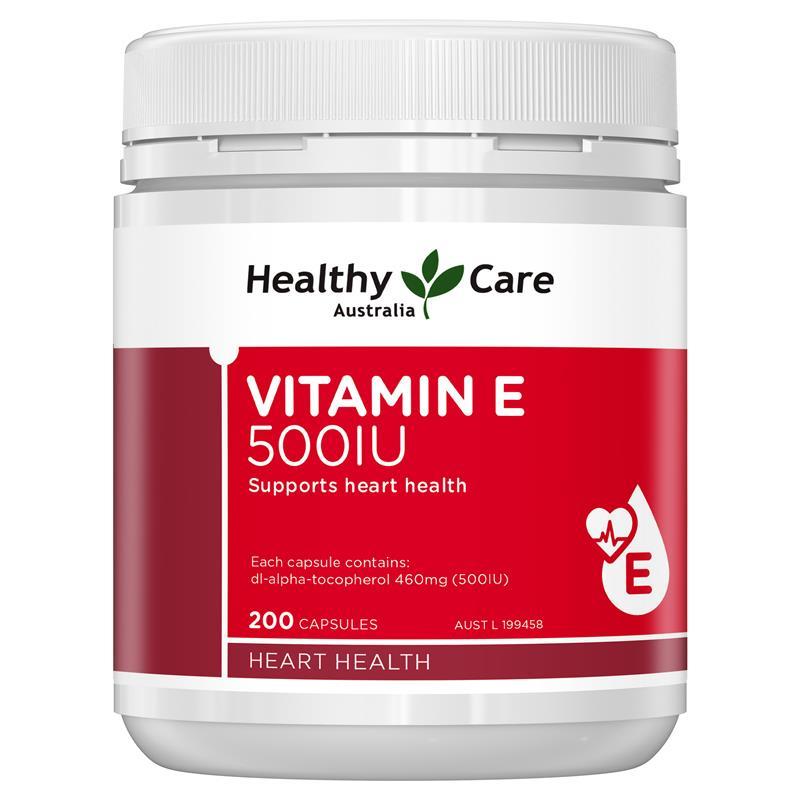 Healthy Care
Australia
VITAMIN E
500IU
Supports heart health
E
Each capsule contains:
dl-alpha-tocopherol 460mg (500IU)
200 CAPSULES AUST L 199458
HEART HEALTH